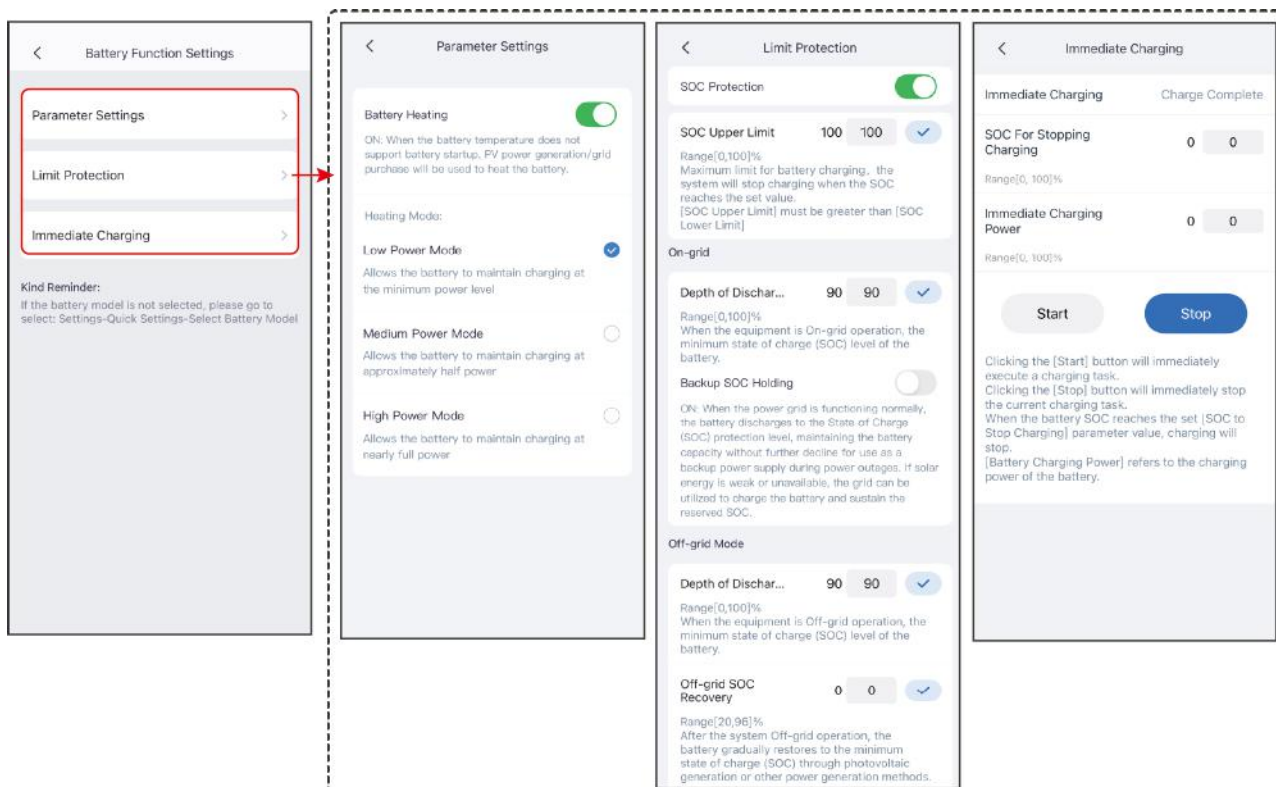 Battery Function Settings
Parameter Settings
Limit Protection
Immediate Charging
Kind Reminder:
If the battery model is not selected, please go to
select: Settings-Quick Settings-Select Battery Model
Parameter Settings
Battery Heating
ON: When the battery temperature does not
support battery startup, PV power generation/grid
purchase will be used to heat the battery.
Heating Mode:
Low Power Mode
Allows the battery to maintain charging at
the minimum power level
Medium Power Mode
Allows the battery to maintain charging at
approximately half power
High Power Mode
Allows the battery to maintain charging at
nearly full power
Limit Protection
SOC Protection
SOC Upper Limit 100 100
Range[0,100]%
Maximum limit for battery charging, the
system will stop charging when the SOC
reaches the set value.
[SOC Upper Limit] must be greater than [SOC
Lower Limit]
On-grid
Depth of Dischar... 90 90
Range[0,100]%
When the equipment is On-grid operation, the
minimum state of charge (SOC) level of the
battery.
Backup SOC Holding
ON: When the power grid is functioning normally,
the battery discharges to the State of Charge
(SOC) protection level, maintaining the battery
capacity without further decline for use as a
backup power supply during power outages. If solar
energy is weak or unavailable, the grid can be
utilized to charge the battery and sustain the
reserved SOC.
Off-grid Mode
Depth of Dischar... 90 90
Range[0,100]%
When the equipment is Off-grid operation, the
minimum state of charge (SOC) level of the
battery.
Off-grid SOC
Recovery 0 0
Range[20,96]%
After the system Off-grid operation, the
battery gradually restores to the minimum
state of charge (SOC) through photovoltaic
generation or other power generation methods.
Immediate Charging
Immediate Charging Charge Complete
SOC For Stopping
Charging 0 0
Range[0, 100]%
Immediate Charging
Power 0 0
Range[0, 100]%
Start Stop
Clicking the [Start] button will immediately
execute a charging task.
Clicking the [Stop] button will immediately stop
the current charging task.
When the battery SOC reaches the set [SOC to
Stop Charging] parameter value, charging will
stop.
[Battery Charging Power] refers to the charging
power of the battery.